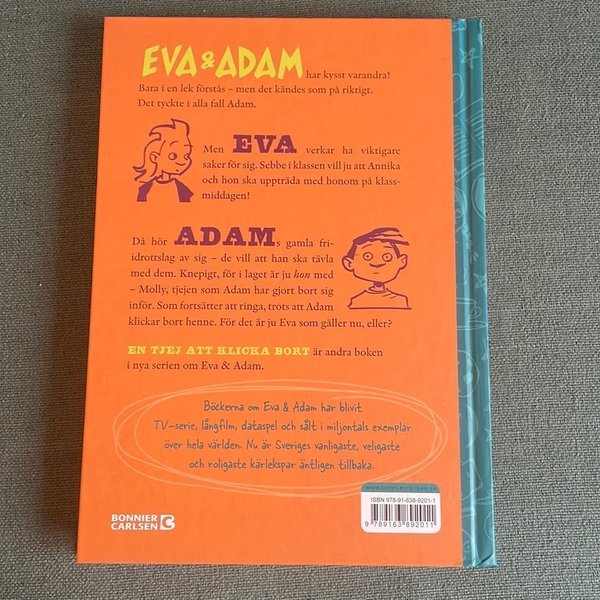 EVA & ADAM har kysst varandra!
Bara i en lek förstås – men det kändes som på riktigt.
Det tyckte i alla fall Adam.
Men EVA verkar ha viktigare
saker för sig. Sebbe i klassen vill ju att Annika
och hon ska uppträda med honom på klass-
middagen!
Då hör ADAMs gamla fri-
idrottslag av sig – de vill att han ska tävla
med dem. Knepigt, för i laget är ju hon med
– Molly, tjejen som Adam har gjort bort sig
inför. Som fortsätter att ringa, trots att Adam
klickar bort henne. För det är ju Eva som gäller nu, eller?
EN TJEJ ATT KLICKA BORT är andra boken
i nya serien om Eva & Adam.
Böckerna om Eva & Adam har blivit
TV-serie, långfilm, dataspel och sålt i miljontals exemplar
över hela världen. Nu är Sveriges vanligaste, veligaste
och roligaste kärlekspar äntligen tillbaka.
www.bonniercarlsen.se
ISBN 978-91-638-9201-1
9 789163 892011
BONNIER
CARLSEN